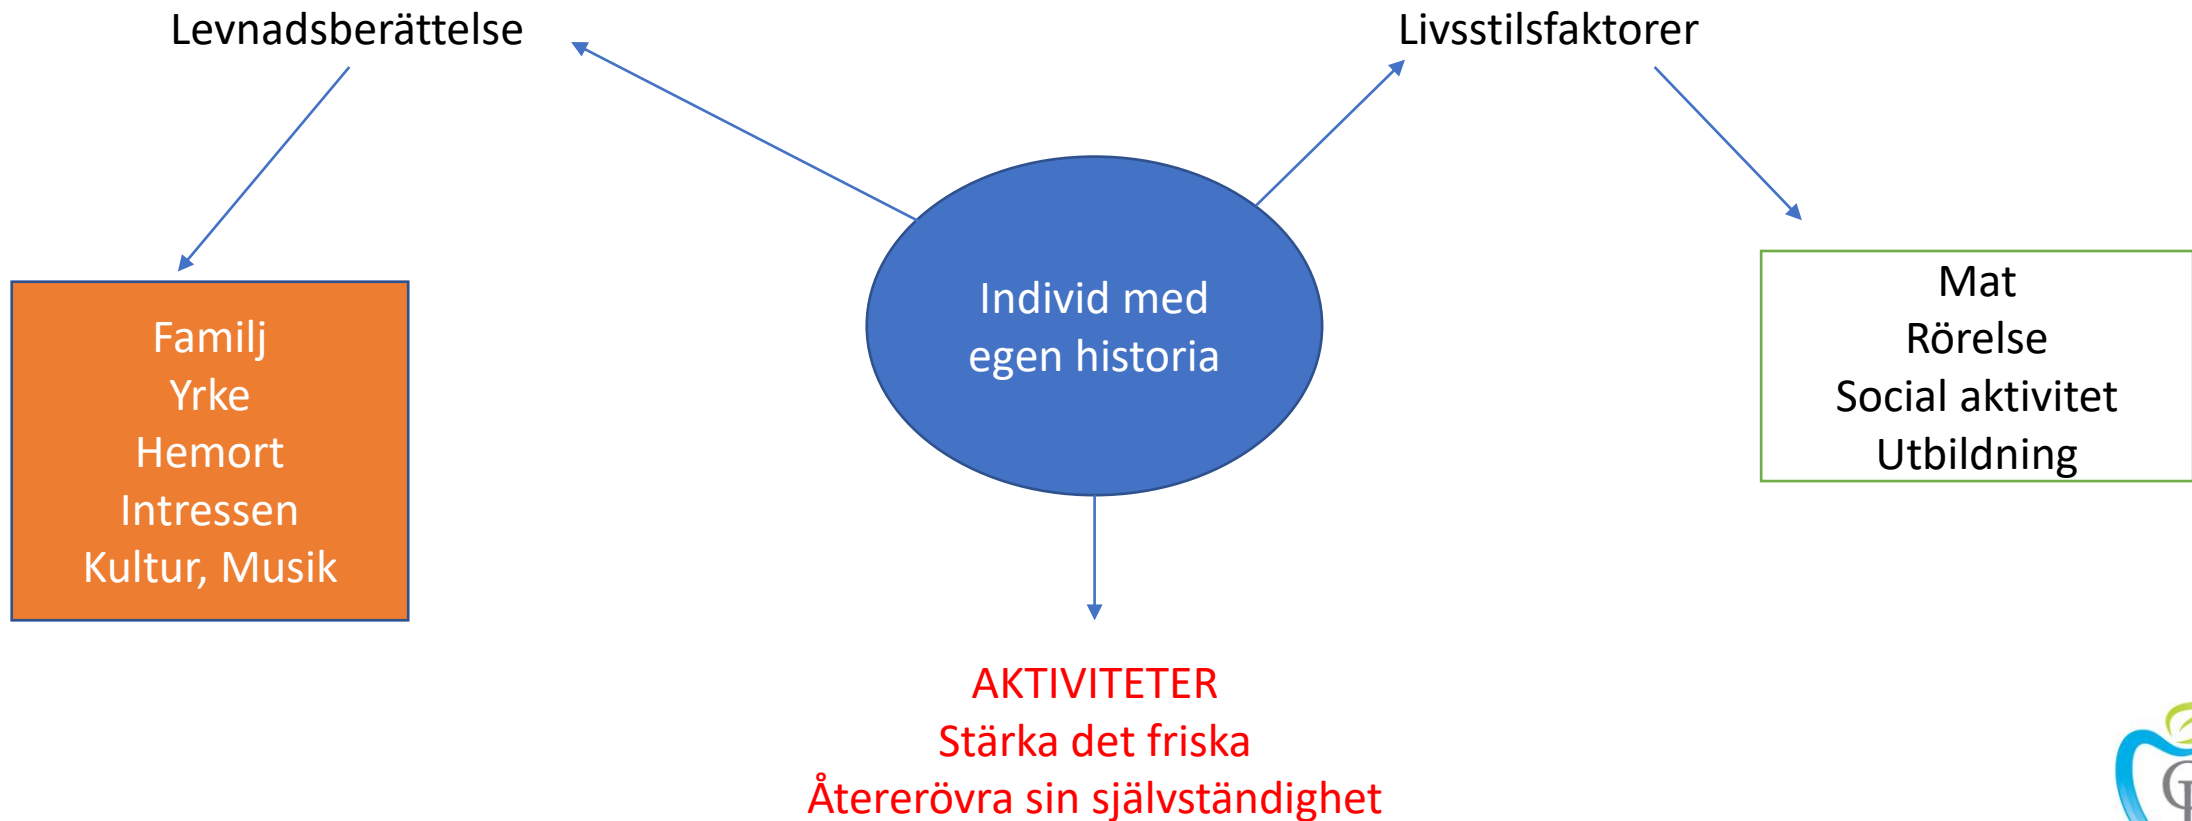 Levnadsberättelse
Livsstilsfaktorer
Individ med
egen historia
Familj
Yrke
Hemort
Intressen
Kultur, Musik
Mat
Rörelse
Social aktivitet
Utbildning
AKTIVITETER
Stärka det friska
Återerövra sin självständighet